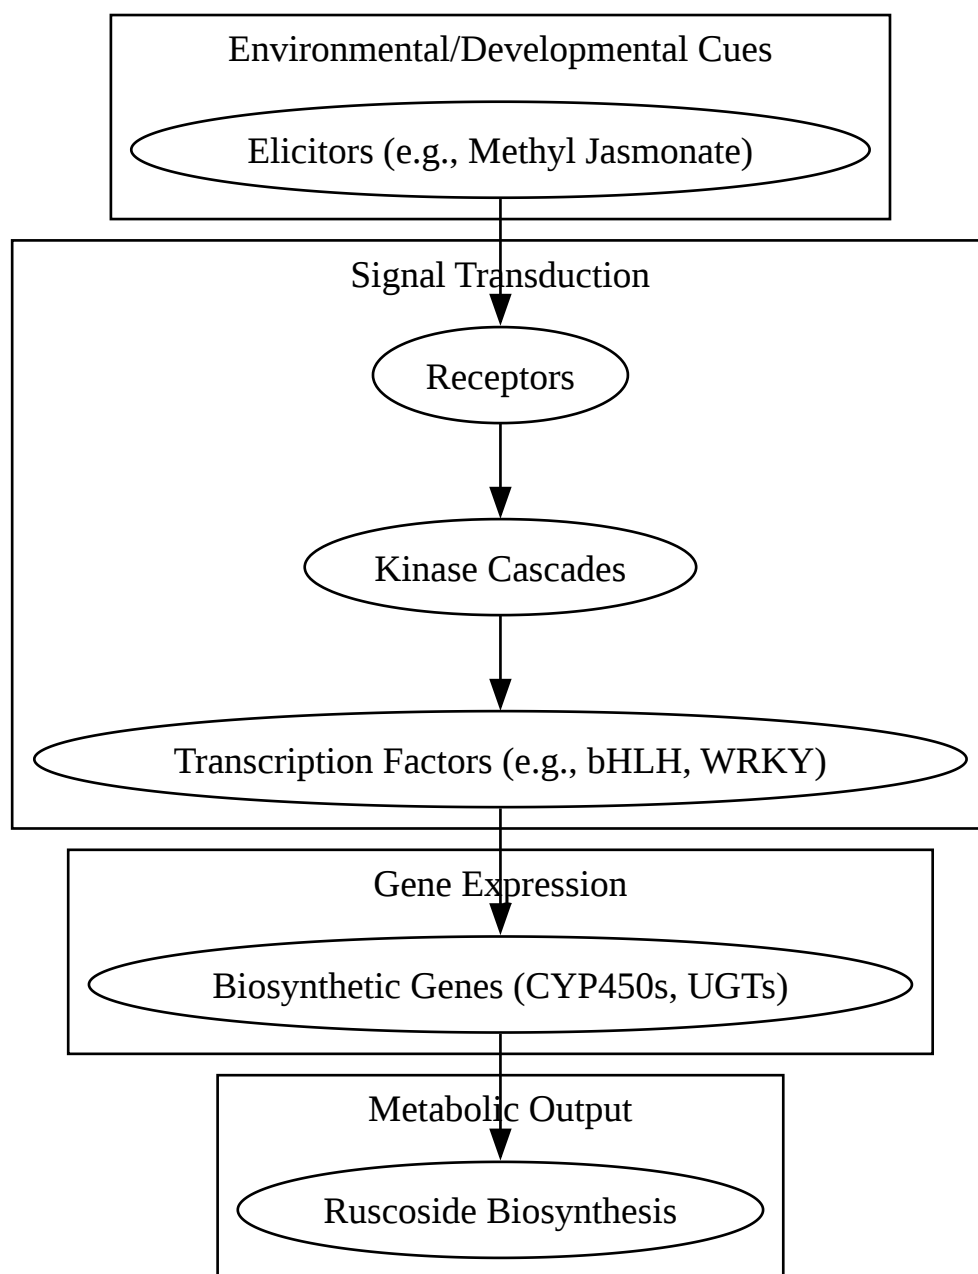 Environmental/Developmental Cues
Elicitors (e.g., Methyl Jasmonate)
Signal Transduction
Receptors
Kinase Cascades
Transcription Factors (e.g., bHLH, WRKY)
Gene Expression
Biosynthetic Genes (CYP450s, UGTs)
Metabolic Output
Ruscoside Biosynthesis